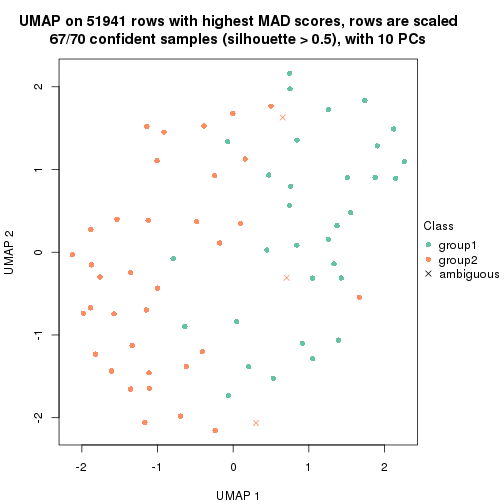 UMAP on 51941 rows with highest MAD scores, rows are scaled
67/70 confident samples (silhouette > 0.5), with 10 PCs
2
1
0
-1
-2
UMAP 2
-2
-1
0
1
2
UMAP 1
Class
group1
group2
ambiguous